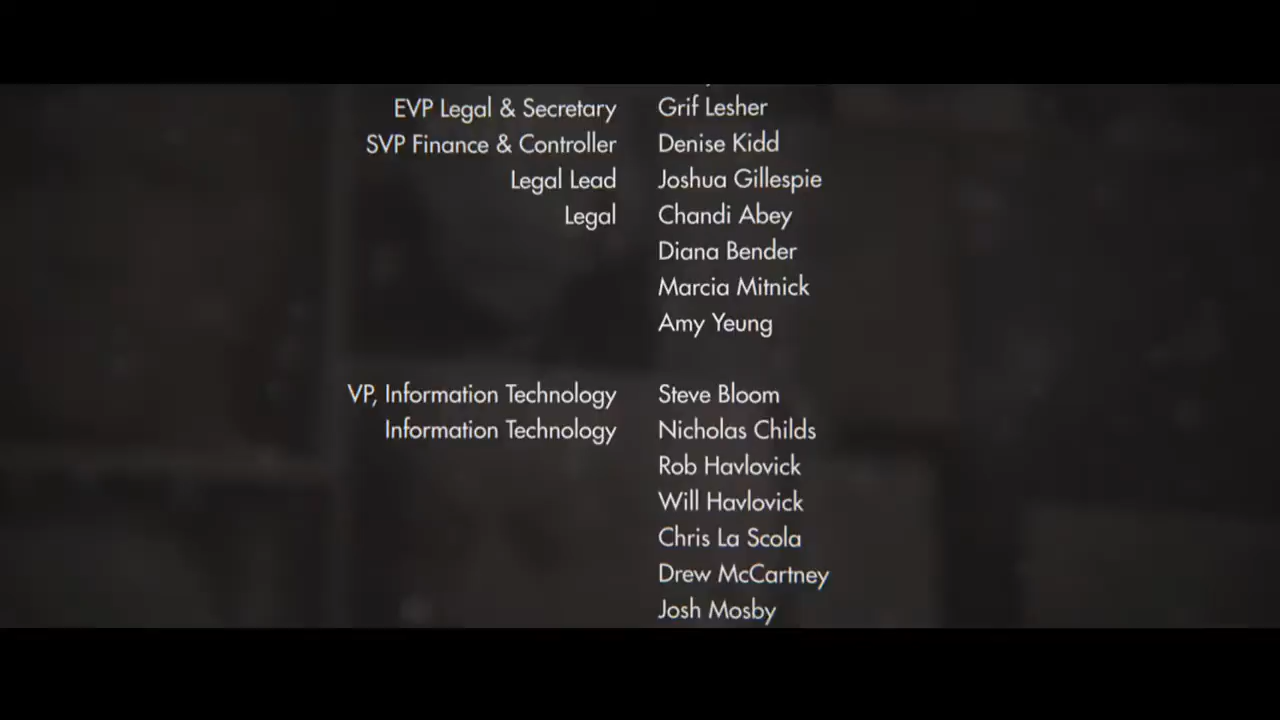 EVP Legal & Secretary Grif Lesher
SVP Finance & Controller Denise Kidd
Legal Lead Joshua Gillespie
Legal Chandi Abey
Diana Bender
Marcia Mitnick
Amy Yeung
VP, Information Technology Steve Bloom
Information Technology Nicholas Childs
Rob Havlovick
Will Havlovick
Chris La Scola
Drew McCartney
Josh Mosby